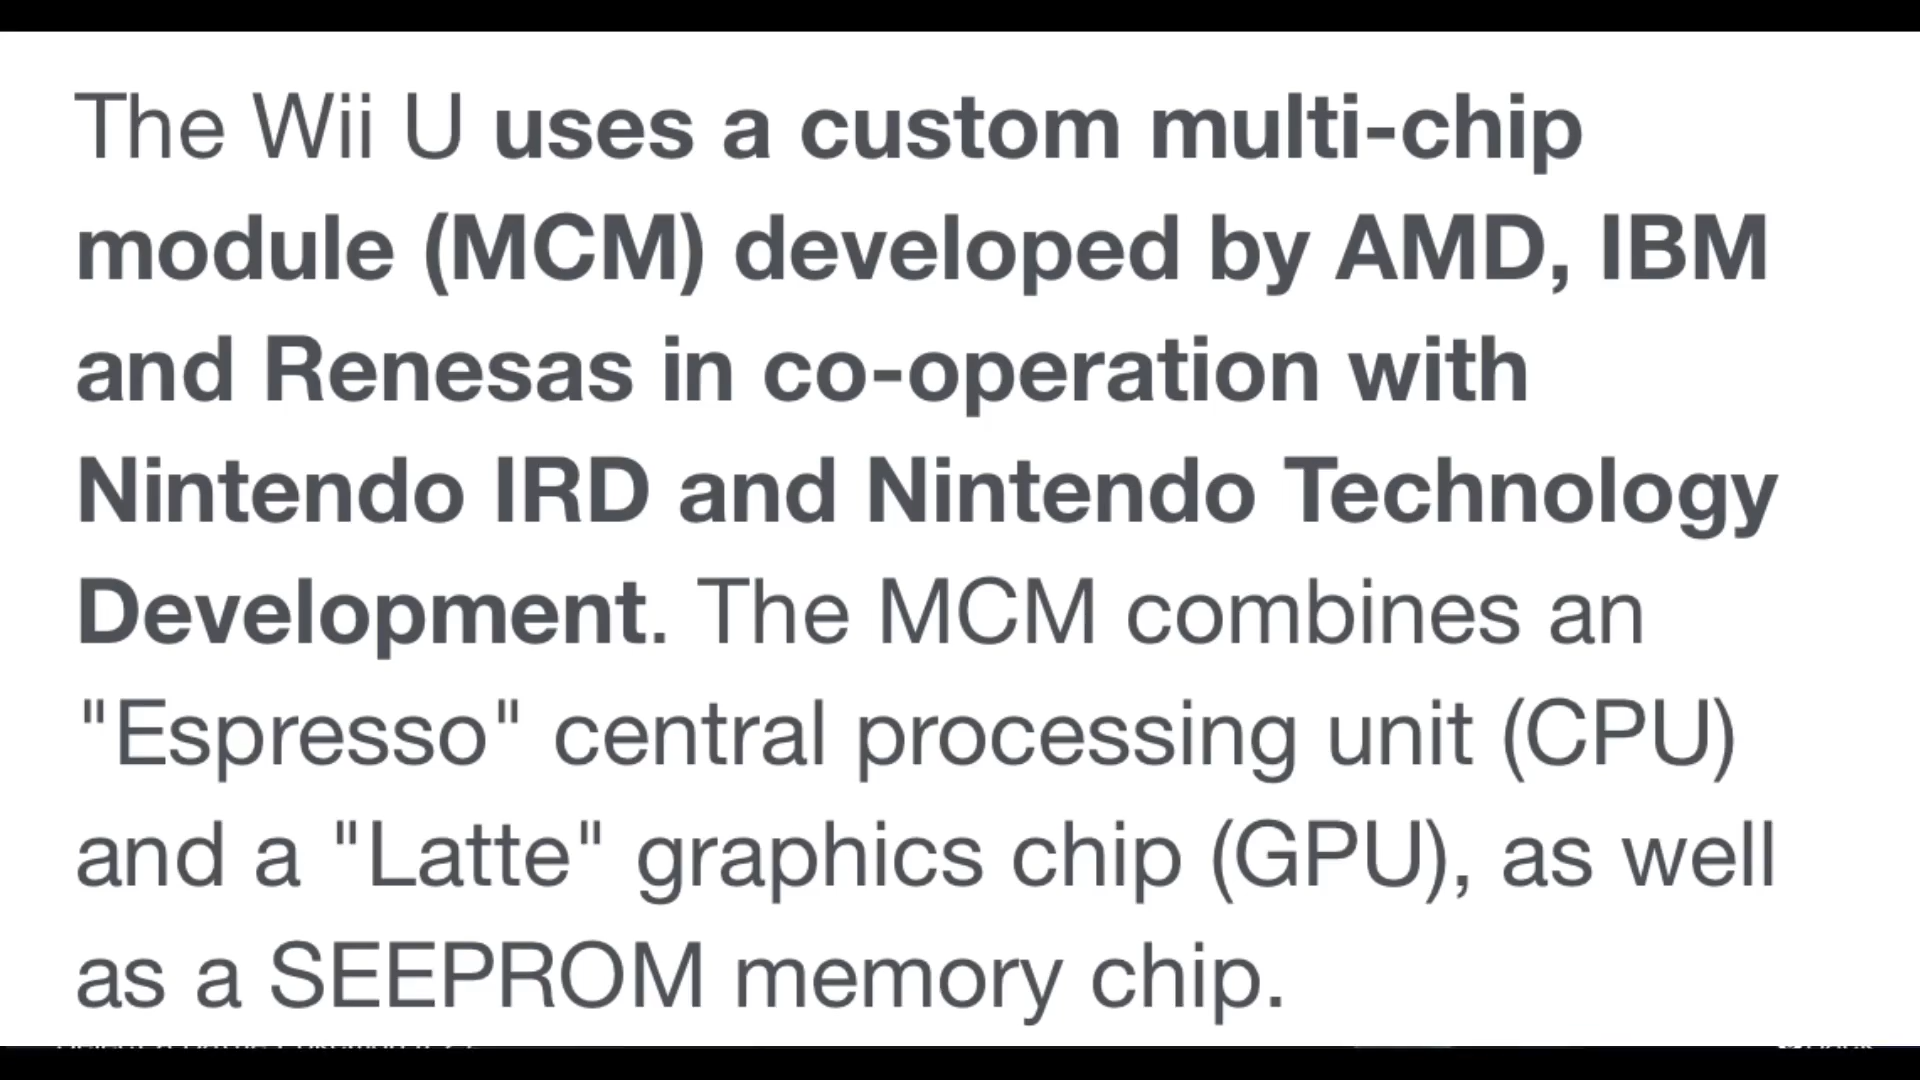 The Wii U uses a custom multi-chip
module (MCM) developed by AMD, IBM
and Renesas in co-operation with
Nintendo IRD and Nintendo Technology
Development. The MCM combines an
"Espresso" central processing unit (CPU)
and a "Latte" graphics chip (GPU), as well
as a SEEPROM memory chip.